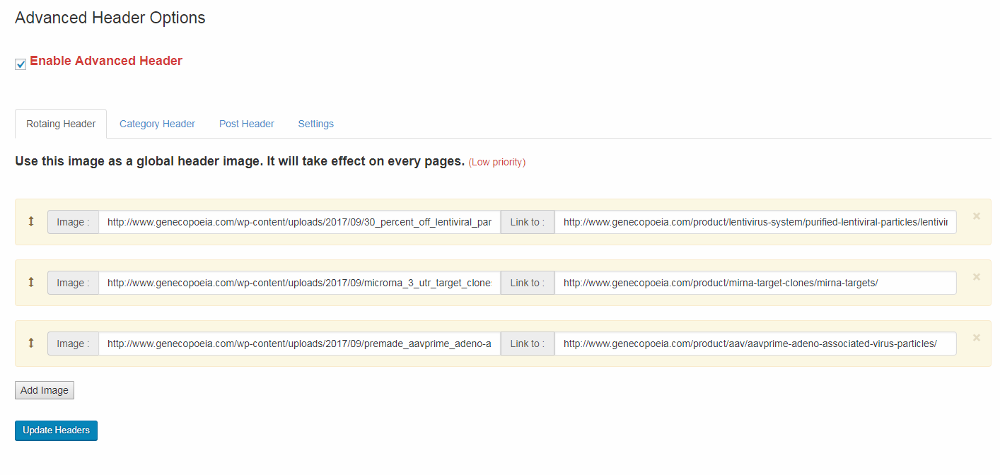 Advanced Header Options
Enable Advanced Header
Rotaing Header Category Header Post Header Settings
Use this image as a global header image. It will take effect on every pages. (Low priority)
Image : http://www.genecopoeia.com/wp-content/uploads/2017/09/30_percent_off_lentiviral_par Link to : http://www.genecopoeia.com/product/lentivirus-system/purified-lentiviral-particles/lentivir
Image : http://www.genecopoeia.com/wp-content/uploads/2017/09/microrna_3_utr_target_clones Link to : http://www.genecopoeia.com/product/mirna-target-clones/mirna-targets/
Image : http://www.genecopoeia.com/wp-content/uploads/2017/09/premade_aavprime_adeno-a Link to : http://www.genecopoeia.com/product/aav/aavprime-adeno-associated-virus-particles/
Add Image
Update Headers